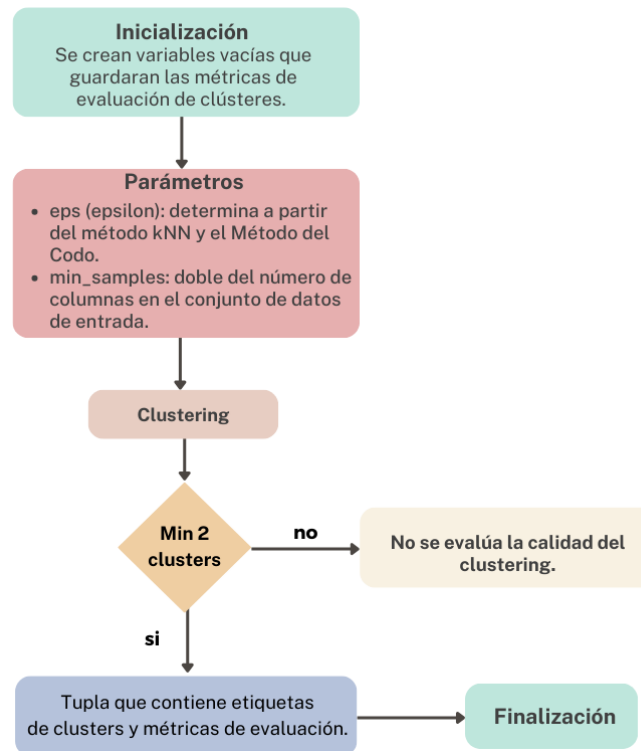 Inicialización
Se crean variables vacías que
guardaran las métricas de
evaluación de clústeres.
Parámetros
• eps (epsilon): determina a partir
del método kNN y el Método del
Codo.
• min_samples: doble del número de
columnas en el conjunto de datos
de entrada.
Clustering
Min 2
clusters
no
No se evalúa la calidad del
clustering.
si
Tupla que contiene etiquetas
de clusters y métricas de evaluación.
Finalización